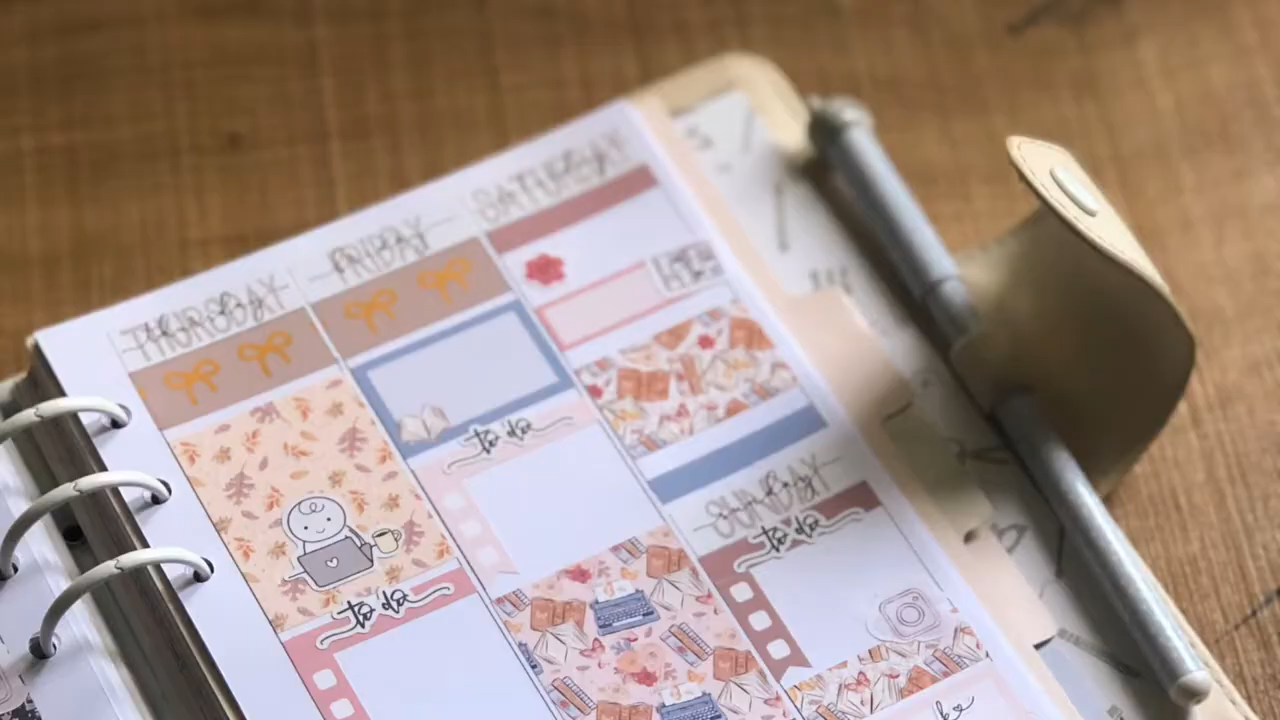 THURSDAY
thursday
FRIDAY
SATURDAY
to do
to do
SUNDAY
sunday
to do